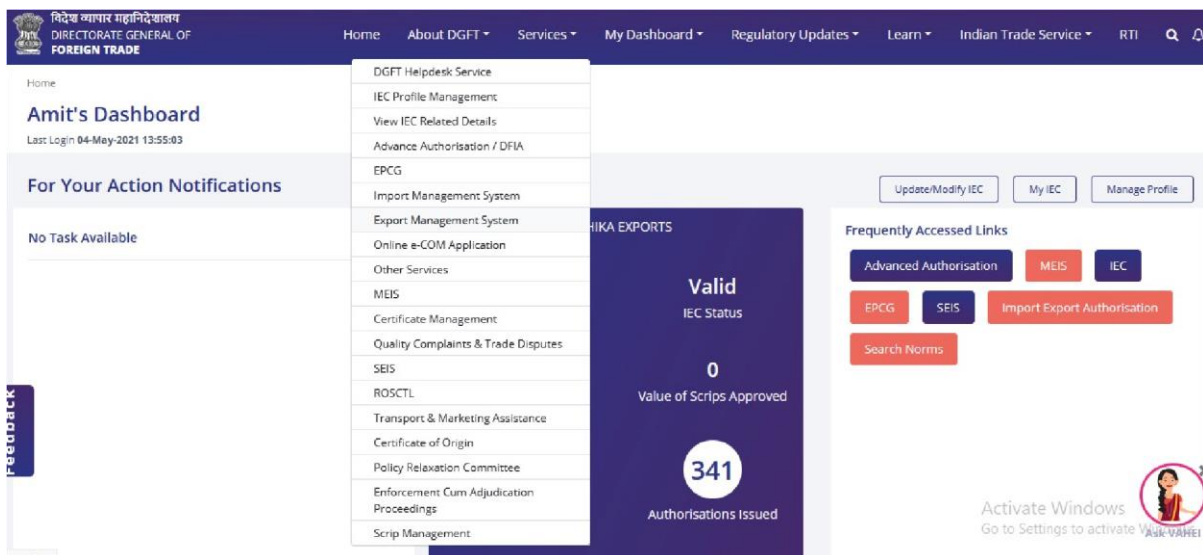 विदेश व्यापार महानिदेशालय
DIRECTORATE GENERAL OF
FOREIGN TRADE
Home
About DGFT
Services
My Dashboard
Regulatory Updates
Learn
Indian Trade Service
RTI
Home
Amit's Dashboard
Last Login 04-May-2021 13:55:03
DGFT Helpdesk Service
IEC Profile Management
View IEC Related Details
Advance Authorisation / DFIA
EPCG
Import Management System
Export Management System
Online e-COM Application
Other Services
MEIS
Certificate Management
Quality Complaints & Trade Disputes
SEIS
ROSCTL
Transport & Marketing Assistance
Certificate of Origin
Policy Relaxation Committee
Enforcement Cum Adjudication
Proceedings
Scrip Management
For Your Action Notifications
No Task Available
Update/Modify IEC
My IEC
Manage Profile
HIKA EXPORTS
Valid
IEC Status
0
Value of Scrips Approved
341
Authorisations Issued
Frequently Accessed Links
Advanced Authorisation
MEIS
IEC
EPCG
SEIS
Import Export Authorisation
Search Norms
Feedback
Activate Windows
Go to Settings to activate
Ask VAHEI